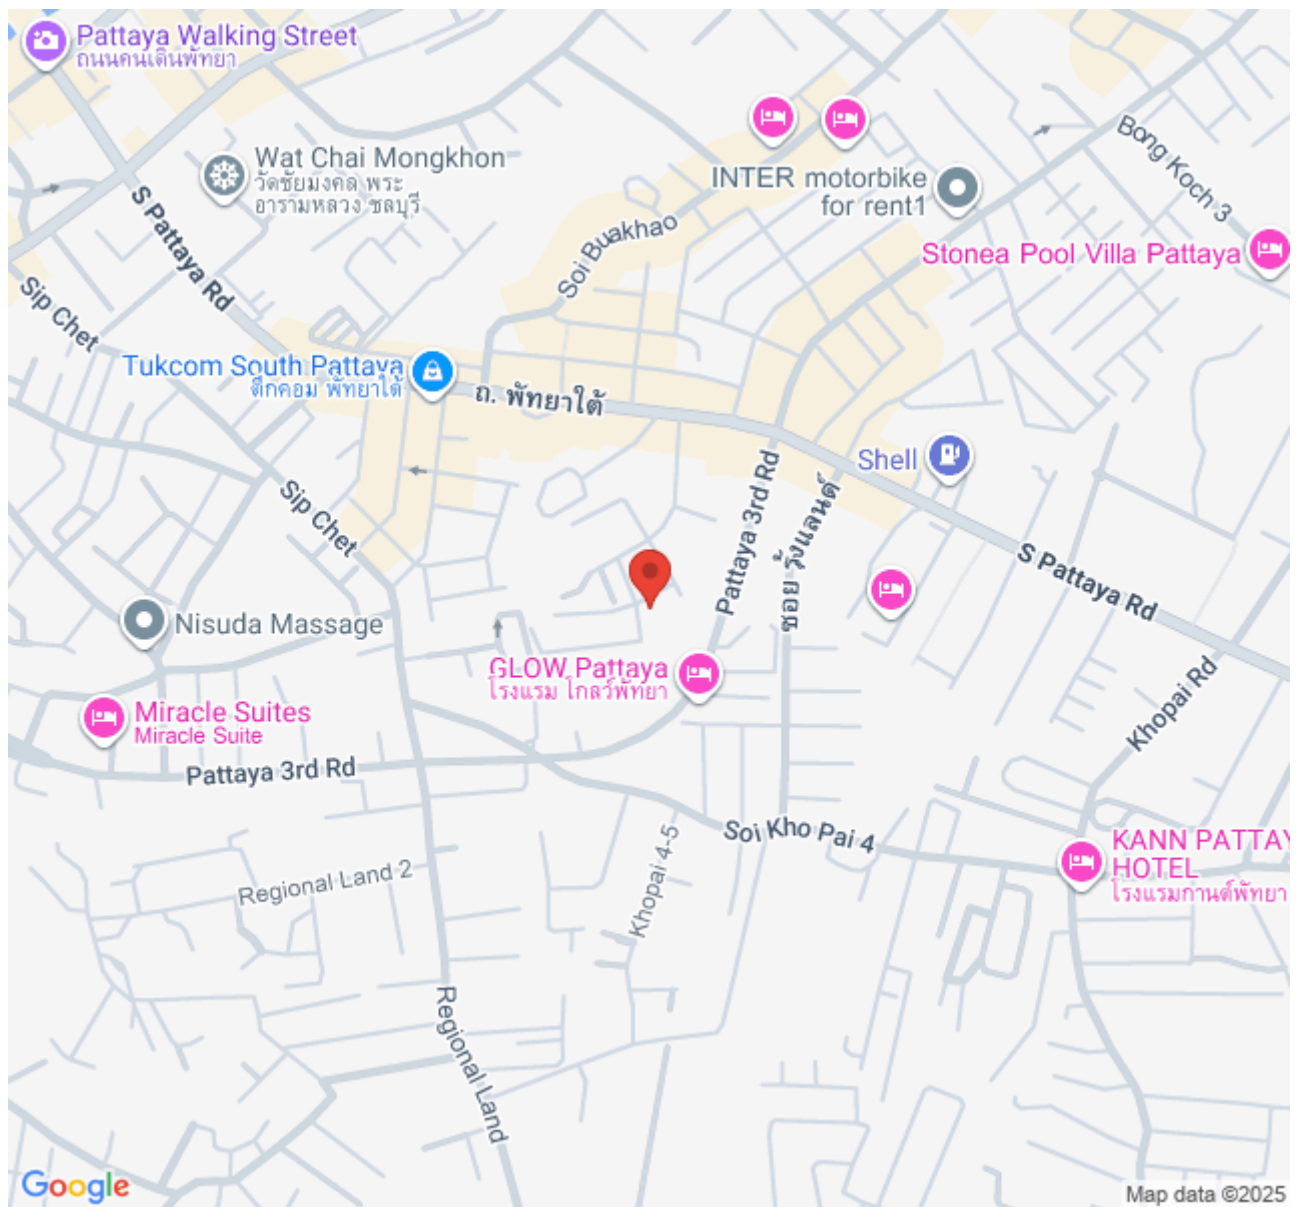 Pattaya Walking Street
ถนนคนเดินพัทยา
Wat Chai Mongkhon
วัดชัยมงคล พระ
อารามหลวง ชลบุรี
S Pattaya Rd
Soi Buakhao
INTER motorbike
for rent1
Bong Koch 3
Stonea Pool Villa Pattaya
Sip Chet
Tukcom South Pattaya
ตึกคอม พัทยาใต้
ถ. พัทยาใต้
Shell
Sip Chet
Pattaya 3rd Rd
ซอย รุ้งแลนด์
S Pattaya Rd
Nisuda Massage
GLOW Pattaya
โรงแรม โกลว์พัทยา
Miracle Suites
Miracle Suite
Khopai Rd
Pattaya 3rd Rd
Soi Kho Pai 4
KANN PATTAY
HOTEL
โรงแรมกานต์พัทยา
Regional Land 2
Khopai 4-5
Regional Land
Google
Map data ©2025